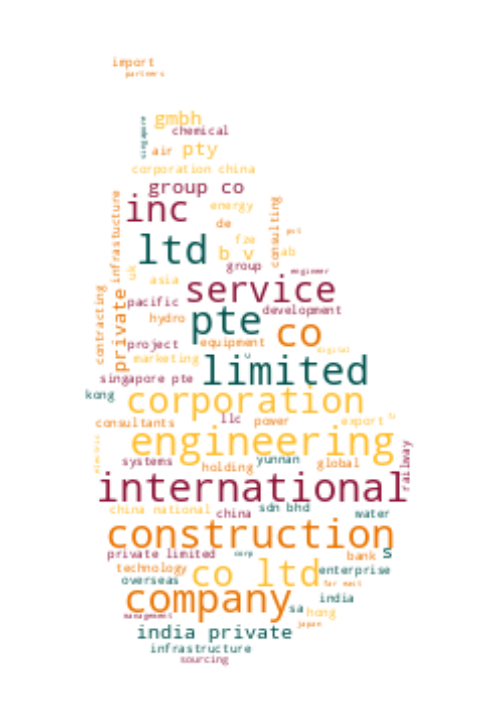 import
partners
singapore
gmbh
chemical
air pty
corporation china
group co
infrastucture
inc
energy
de
consulting
pvt
ltd
fze
b v
ab
group
engineer
uk
asia
service
contracting
private
pacific
development
hydro
pte
co
project
equipment
digital
marketing
u
limited
singapore pte
kong
corporation
consultants
llc
power
export
engineering
electric
systems
yunnan
holding
global
railway
international
china national
china
sdn bhd
water
construction
private limited
corp
bank
s
technology
co ltd
enterprise
overseas
far east
company
india
sa
hong
management
japan
india private
infrastructure
sourcing